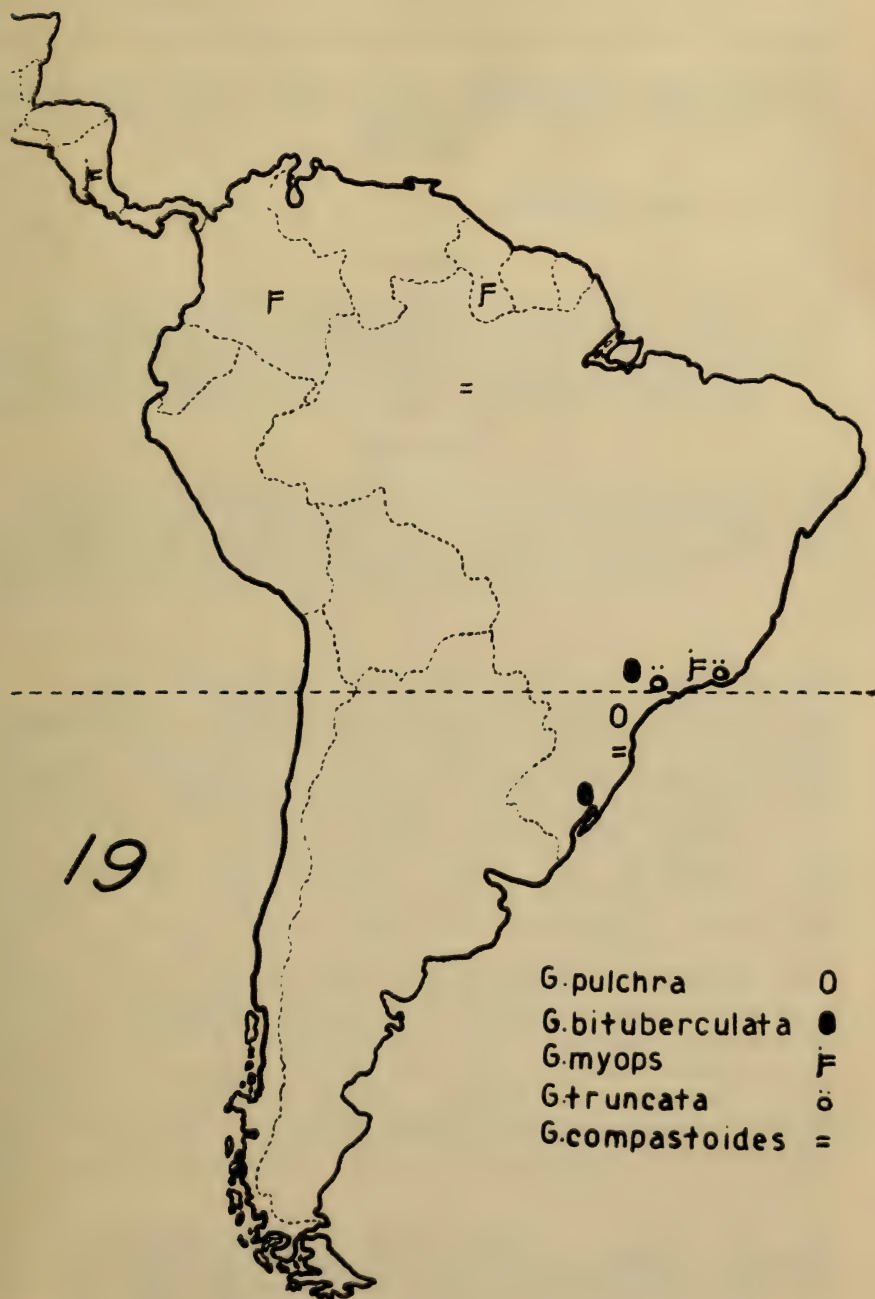 19
G.pulchra O
G.bituberculata ●
G.myops Ḟ
G.truncata ö
G.compastoides =